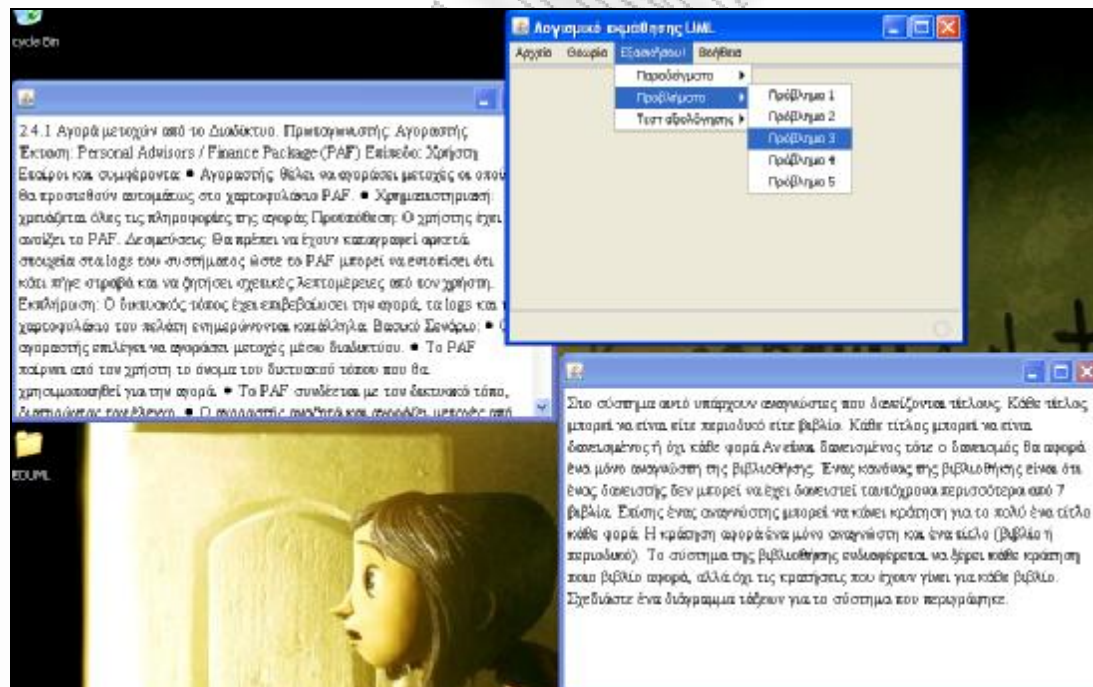 cycle Bin
2.4.1 Αγορά μετοχών από το Διαδίκτυο. Πρωταγωνιστής: Αγοραστής
Έκταση: Personal Advisors / Finance Package (PAF) Επίπεδο: Χρήστη
Εταίροι και συμφέροντα: ● Αγοραστής: θέλει να αγοράσει μετοχές οι οποί
θα προστεθούν αυτομάτως στο χαρτοφυλάκιο PAF. ● Χρηματιστηριακή:
χρειάζεται όλες τις πληροφορίες της αγοράς Προϋπόθεση: Ο χρήστης έχει
ανοίξει το PAF. Δεσμεύσεις: Θα πρέπει να έχουν καταγραφεί αρκετά
στοιχεία στα logs του συστήματος ώστε το PAF μπορεί να εντοπίσει ότι
κάτι πήγε στραβά και να ζητήσει σχετικές λεπτομέρειες από τον χρήστη.
Εκπλήρωση: Ο δικτυακός τόπος έχει επιβεβαιώσει την αγορά, τα logs και τ
χαρτοφυλάκιο του πελάτη ενημερώνονται κατάλληλα. Βασικό Σενάριο: ● Ο
αγοραστής επιλέγει να αγοράσει μετοχές μέσω διαδικτύου. ● Το PAF
παίρνει από τον χρήστη το όνομα του δικτυακού τόπου που θα
χρησιμοποιηθεί για την αγορά. ● Το PAF συνδέεται με τον δικτυακό τόπο,
διατηρώντας τον έλεγχο. ● Ο αγοραστής αναζητά και αγοράζει μετοχές από
Λογισμικό εκμάθησης UML
Αρχείο Θεωρία Εξασκήσου! Βοήθεια
Παραδείγματα
Προβλήματα
Τεστ αξιολόγησης
Πρόβλημα 1
Πρόβλημα 2
Πρόβλημα 3
Πρόβλημα 4
Πρόβλημα 5
EDUML
Στο σύστημα αυτό υπάρχουν αναγνώστες που δανείζονται τίτλους. Κάθε τίτλος
μπορεί να είναι είτε περιοδικό είτε βιβλίο. Κάθε τίτλος μπορεί να είναι
δανεισμένος ή όχι κάθε φορά Αν είναι δανεισμένος τότε ο δανεισμός θα αφορά
ένα μόνο αναγνώστη της βιβλιοθήκης. Ένας κανόνας της βιβλιοθήκης είναι ότι
ένας δανειστής δεν μπορεί να έχει δανειστεί ταυτόχρονα περισσότερα από 7
βιβλία. Επίσης ένας αναγνώστης μπορεί να κάνει κράτηση για το πολύ ένα τίτλο
κάθε φορά. Η κράτηση αφορά ένα μόνο αναγνώστη και ένα τίτλο (βιβλίο ή
περιοδικό). Το σύστημα της βιβλιοθήκης ενδιαφέρεται να ξέρει κάθε κράτηση
ποιο βιβλίο αφορά, αλλά όχι τις κρατήσεις που έχουν γίνει για κάθε βιβλίο.
Σχεδιάστε ένα διάγραμμα τάξεων για το σύστημα που περιγράφηκε.